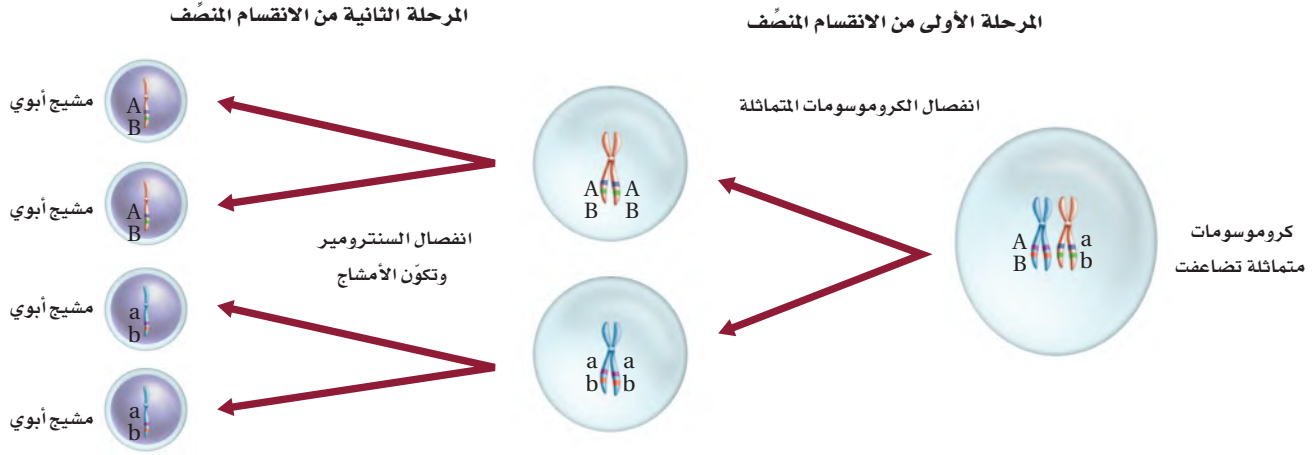 المرحلة الأولى من الانقسام المنصِّف
المرحلة الثانية من الانقسام المنصِّف
كروموسومات
متماثلة تضاعفت
A a
B b
انفصال الكروموسومات المتماثلة
A A
B B
a a
b b
انفصال السنترومير
وتكوّن الأمشاج
A
B
مشيج أبوي
A
B
مشيج أبوي
a
b
مشيج أبوي
a
b
مشيج أبوي